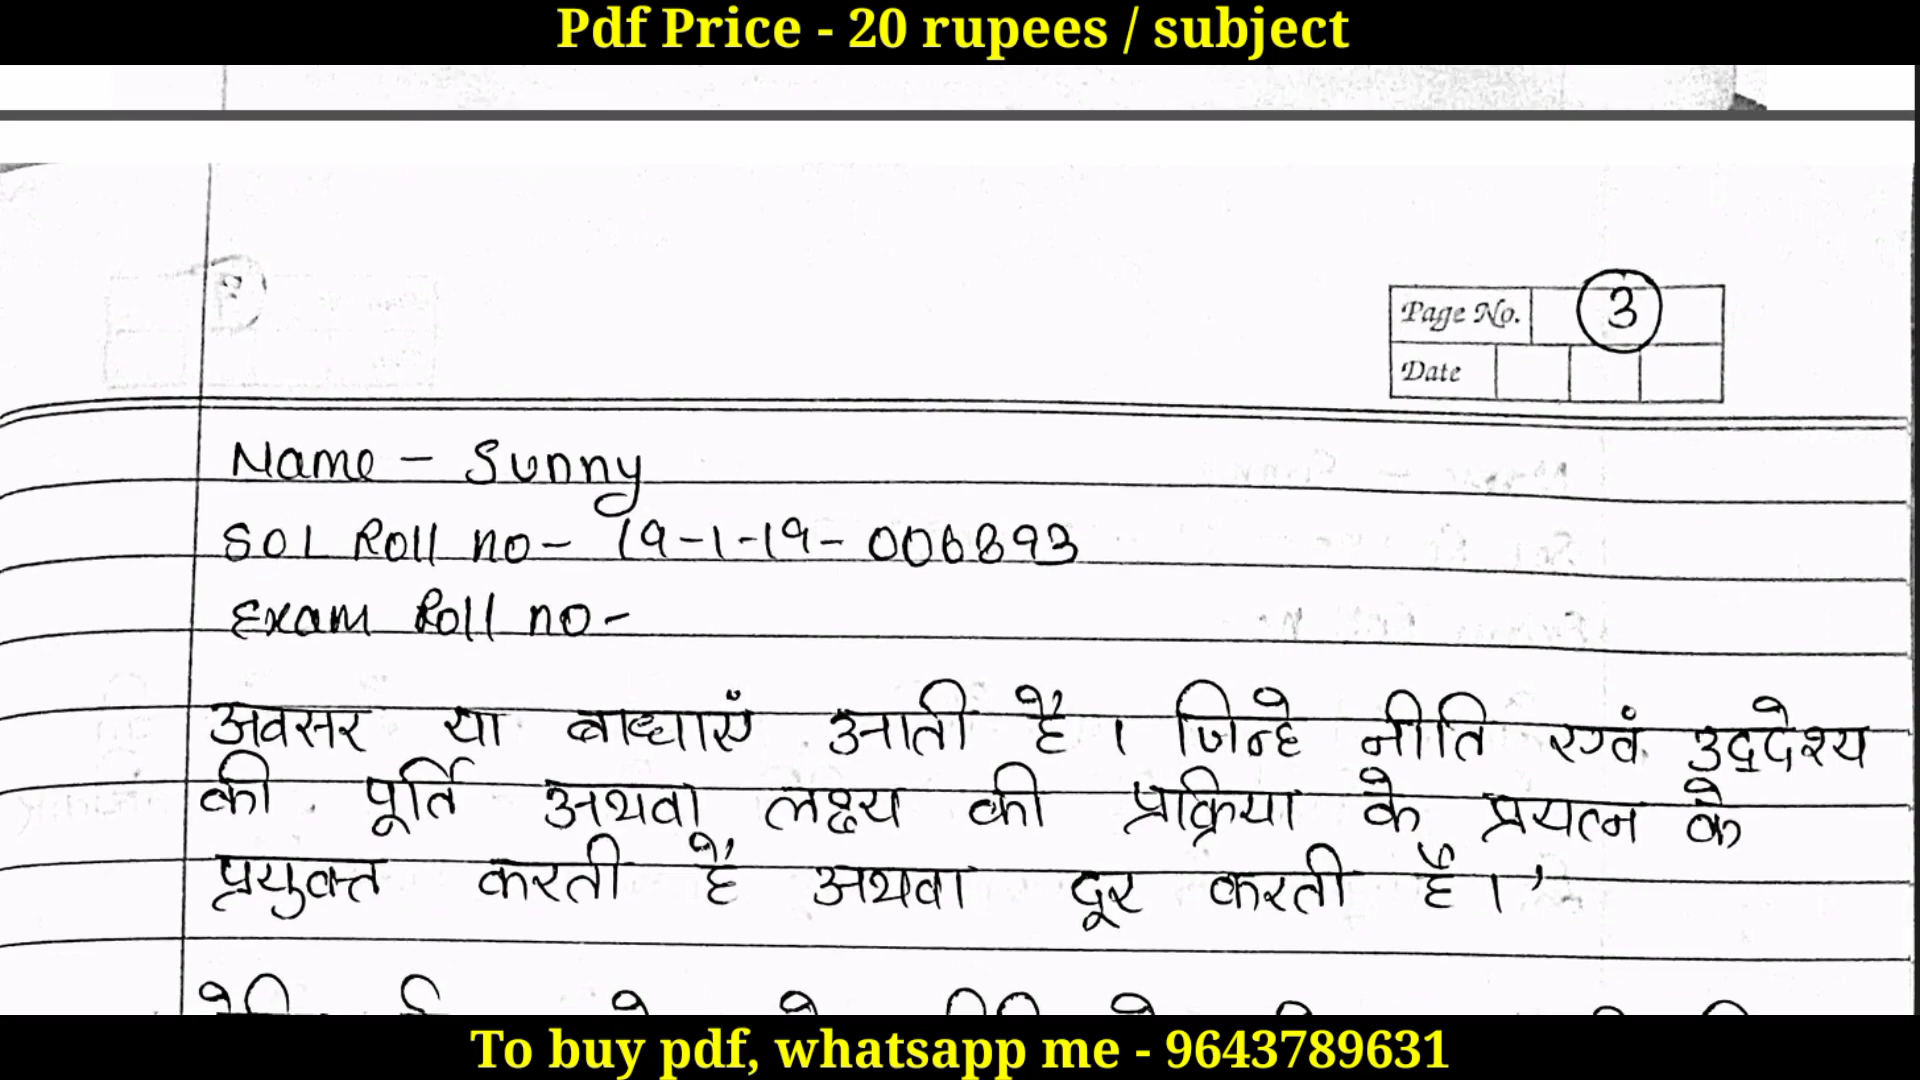 Pdf Price - 20 rupees / subject
Page No. 3
Date
Name - Sunny
SOL Roll no- 19-1-19-006893
Exam Roll no-
अवसर या बाधाएं आती हैं। जिन्हे नीति एवं उद्देश्य
की पूर्ति अथवा लक्ष्य की प्रक्रिया के प्रयत्न के
प्रयुक्त करती हैं अथवा दूर करती है।'
To buy pdf, whatsapp me - 9643789631